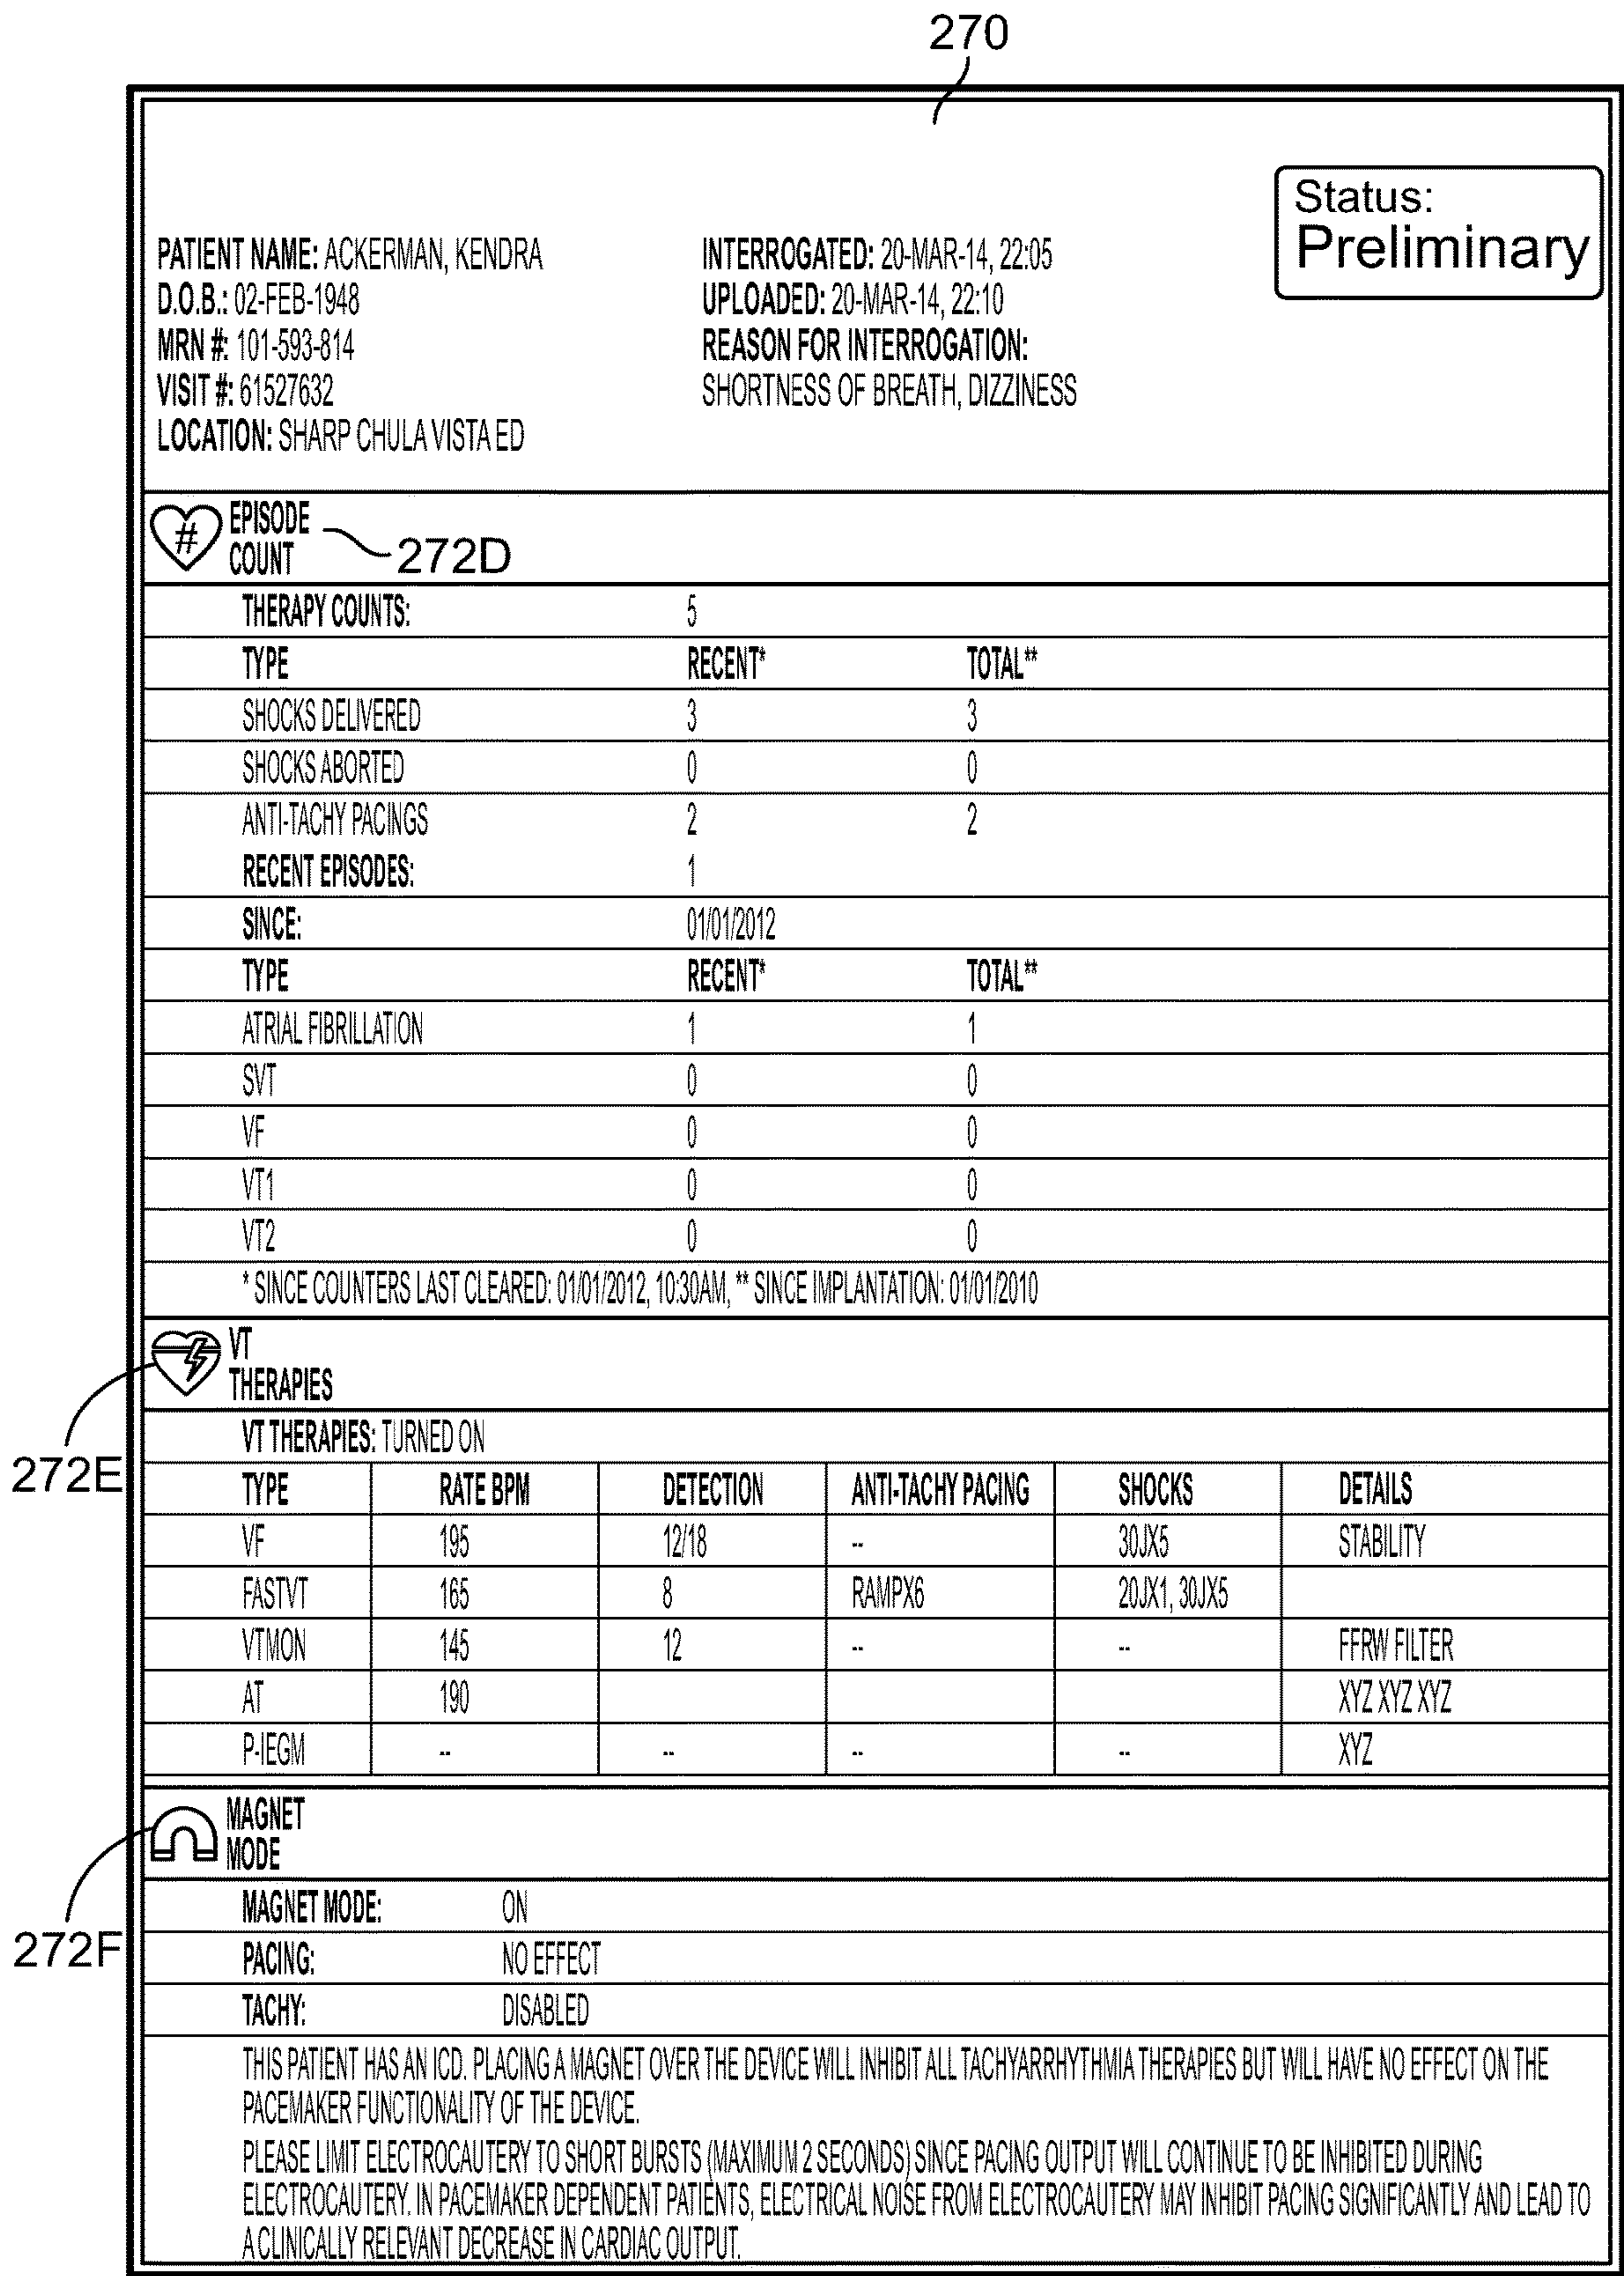 270
Status:
Preliminary
PATIENT NAME: ACKERMAN, KENDRA
D.O.B.: 02-FEB-1948
MRN #: 101-593-814
VISIT #: 61527632
LOCATION: SHARP CHULA VISTA ED
INTERROGATED: 20-MAR-14, 22:05
UPLOADED: 20-MAR-14, 22:10
REASON FOR INTERROGATION:
SHORTNESS OF BREATH, DIZZINESS
# EPISODE
COUNT
272D
THERAPY COUNTS: 5
TYPE RECENT* TOTAL**
SHOCKS DELIVERED 3 3
SHOCKS ABORTED 0 0
ANTI-TACHY PACINGS 2 2
RECENT EPISODES: 1
SINCE: 01/01/2012
TYPE RECENT* TOTAL**
ATRIAL FIBRILLATION 1 1
SVT 0 0
VF 0 0
VT1 0 0
VT2 0 0
* SINCE COUNTERS LAST CLEARED: 01/01/2012, 10:30AM, ** SINCE IMPLANTATION: 01/01/2010
VT
THERAPIES
272E
VT THERAPIES: TURNED ON
TYPE RATE BPM DETECTION ANTI-TACHY PACING SHOCKS DETAILS
VF 195 12/18 -- 30JX5 STABILITY
FASTVT 165 8 RAMPX6 20JX1, 30JX5
VTMON 145 12 -- -- FFRW FILTER
AT 190 XYZ XYZ XYZ
P-IEGM -- -- -- -- XYZ
MAGNET
MODE
272F
MAGNET MODE: ON
PACING: NO EFFECT
TACHY: DISABLED
THIS PATIENT HAS AN ICD. PLACING A MAGNET OVER THE DEVICE WILL INHIBIT ALL TACHYARRHYTHMIA THERAPIES BUT WILL HAVE NO EFFECT ON THE
PACEMAKER FUNCTIONALITY OF THE DEVICE.
PLEASE LIMIT ELECTROCAUTERY TO SHORT BURSTS (MAXIMUM 2 SECONDS) SINCE PACING OUTPUT WILL CONTINUE TO BE INHIBITED DURING
ELECTROCAUTERY. IN PACEMAKER DEPENDENT PATIENTS, ELECTRICAL NOISE FROM ELECTROCAUTERY MAY INHIBIT PACING SIGNIFICANTLY AND LEAD TO
A CLINICALLY RELEVANT DECREASE IN CARDIAC OUTPUT.